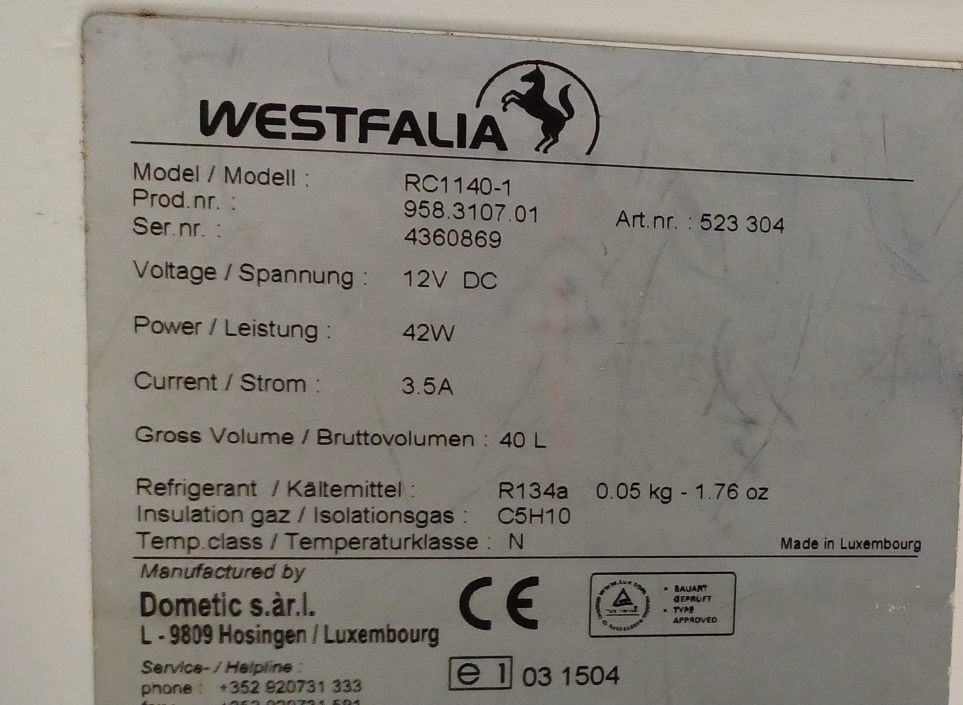 WESTFALIA
Model / Modell : RC1140-1
Prod.nr. : 958.3107.01 Art.nr. : 523 304
Ser.nr. : 4360869
Voltage / Spannung : 12V DC
Power / Leistung : 42W
Current / Strom : 3.5A
Gross Volume / Bruttovolumen : 40 L
Refrigerant / Kältemittel : R134a 0.05 kg - 1.76 oz
Insulation gaz / Isolationsgas : C5H10
Temp.class / Temperaturklasse : N Made in Luxembourg
Manufactured by
Dometic s.àr.l.
L - 9809 Hosingen / Luxembourg
CE
• BAUART
GEPRÜFT
• TYPE
APPROVED
Service- / Helpline :
phone : +352 920731 333
e 1 03 1504